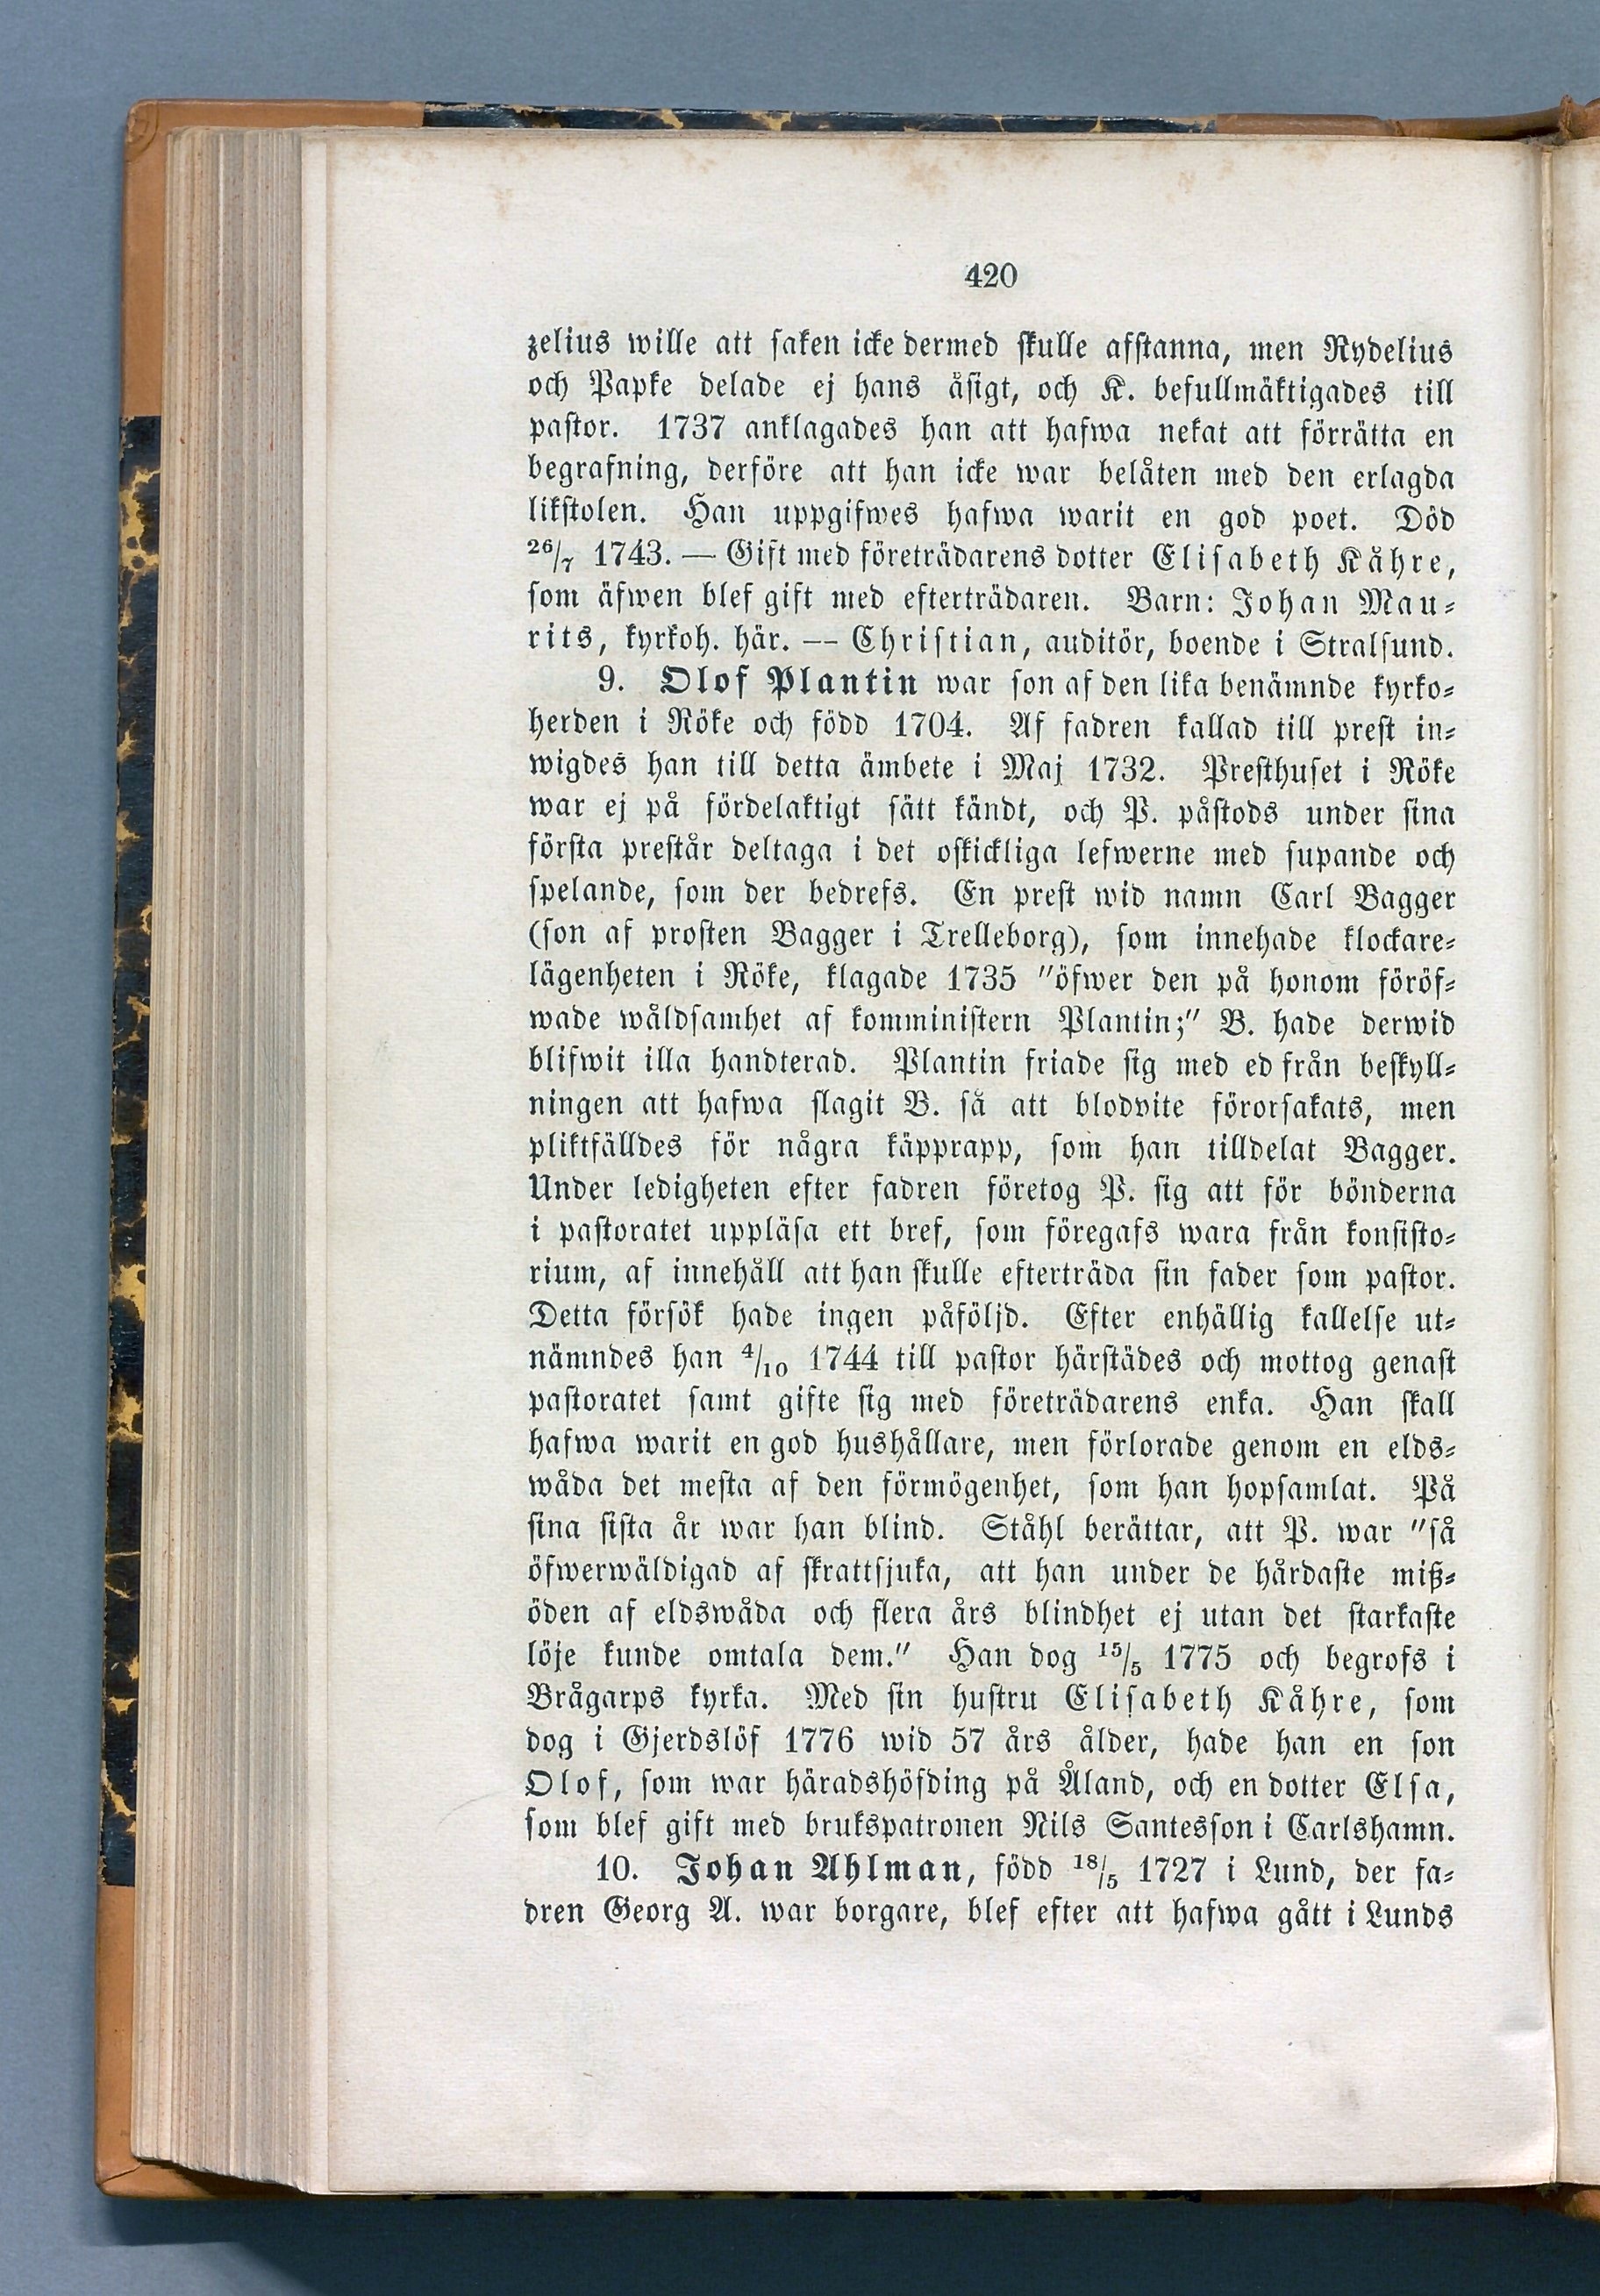 420
zelius wille att saken icke dermed skulle afstanna, men Rydelius
och Papke delade ej hans åsigt, och K. befullmäktigades till
pastor. 1737 anklagades han att hafwa nekat att förrätta en
begrafning, derföre att han icke war belåten med den erlagda
likstolen. Han uppgifwes hafwa warit en god poet. Död
26/7 1743. — Gift med företrädarens dotter Elisabeth Kåhre,
som äfwen blef gift med efterträdaren. Barn: Johan Mau-
rits, kyrkoh. här. — Christian, auditör, boende i Stralsund.
9. Olof Plantin war son af den lika benämnde kyrko-
herden i Röke och född 1704. Af fadren kallad till prest in-
wigdes han till detta ämbete i Maj 1732. Presthuset i Röke
war ej på fördelaktigt sätt kändt, och P. påstods under sina
första prestår deltaga i det oskickliga lefwerne med supande och
spelande, som der bedrefs. En prest wid namn Carl Bagger
(son af prosten Bagger i Trelleborg), som innehade klockare-
lägenheten i Röke, klagade 1735 "öfwer den på honom föröf-
wade wåldsamhet af komministern Plantin;" B. hade derwid
blifwit illa handterad. Plantin friade sig med ed från beskyll-
ningen att hafwa slagit B. så att blodvite förorsakats, men
pliktfälldes för några käpprapp, som han tilldelat Bagger.
Under ledigheten efter fadren företog P. sig att för bönderna
i pastoratet uppläsa ett bref, som föregafs wara från konsisto-
rium, af innehåll att han skulle efterträda sin fader som pastor.
Detta försök hade ingen påföljd. Efter enhällig kallelse ut-
nämndes han 4/10 1744 till pastor härstädes och mottog genast
pastoratet samt gifte sig med företrädarens enka. Han skall
hafwa warit en god hushållare, men förlorade genom en elds-
wåda det mesta af den förmögenhet, som han hopsamlat. På
sina sista år war han blind. Ståhl berättar, att P. war "så
öfwerwäldigad af skrattsjuka, att han under de hårdaste miß-
öden af eldswåda och flera års blindhet ej utan det starkaste
löje kunde omtala dem." Han dog 15/5 1775 och begrofs i
Brågarps kyrka. Med sin hustru Elisabeth Kåhre, som
dog i Gjerdslöf 1776 wid 57 års ålder, hade han en son
Olof, som war häradshöfding på Åland, och en dotter Elsa,
som blef gift med brukspatronen Nils Santesson i Carlshamn.
10. Johan Ahlman, född 18/5 1727 i Lund, der fa-
dren Georg A. war borgare, blef efter att hafwa gått i Lunds